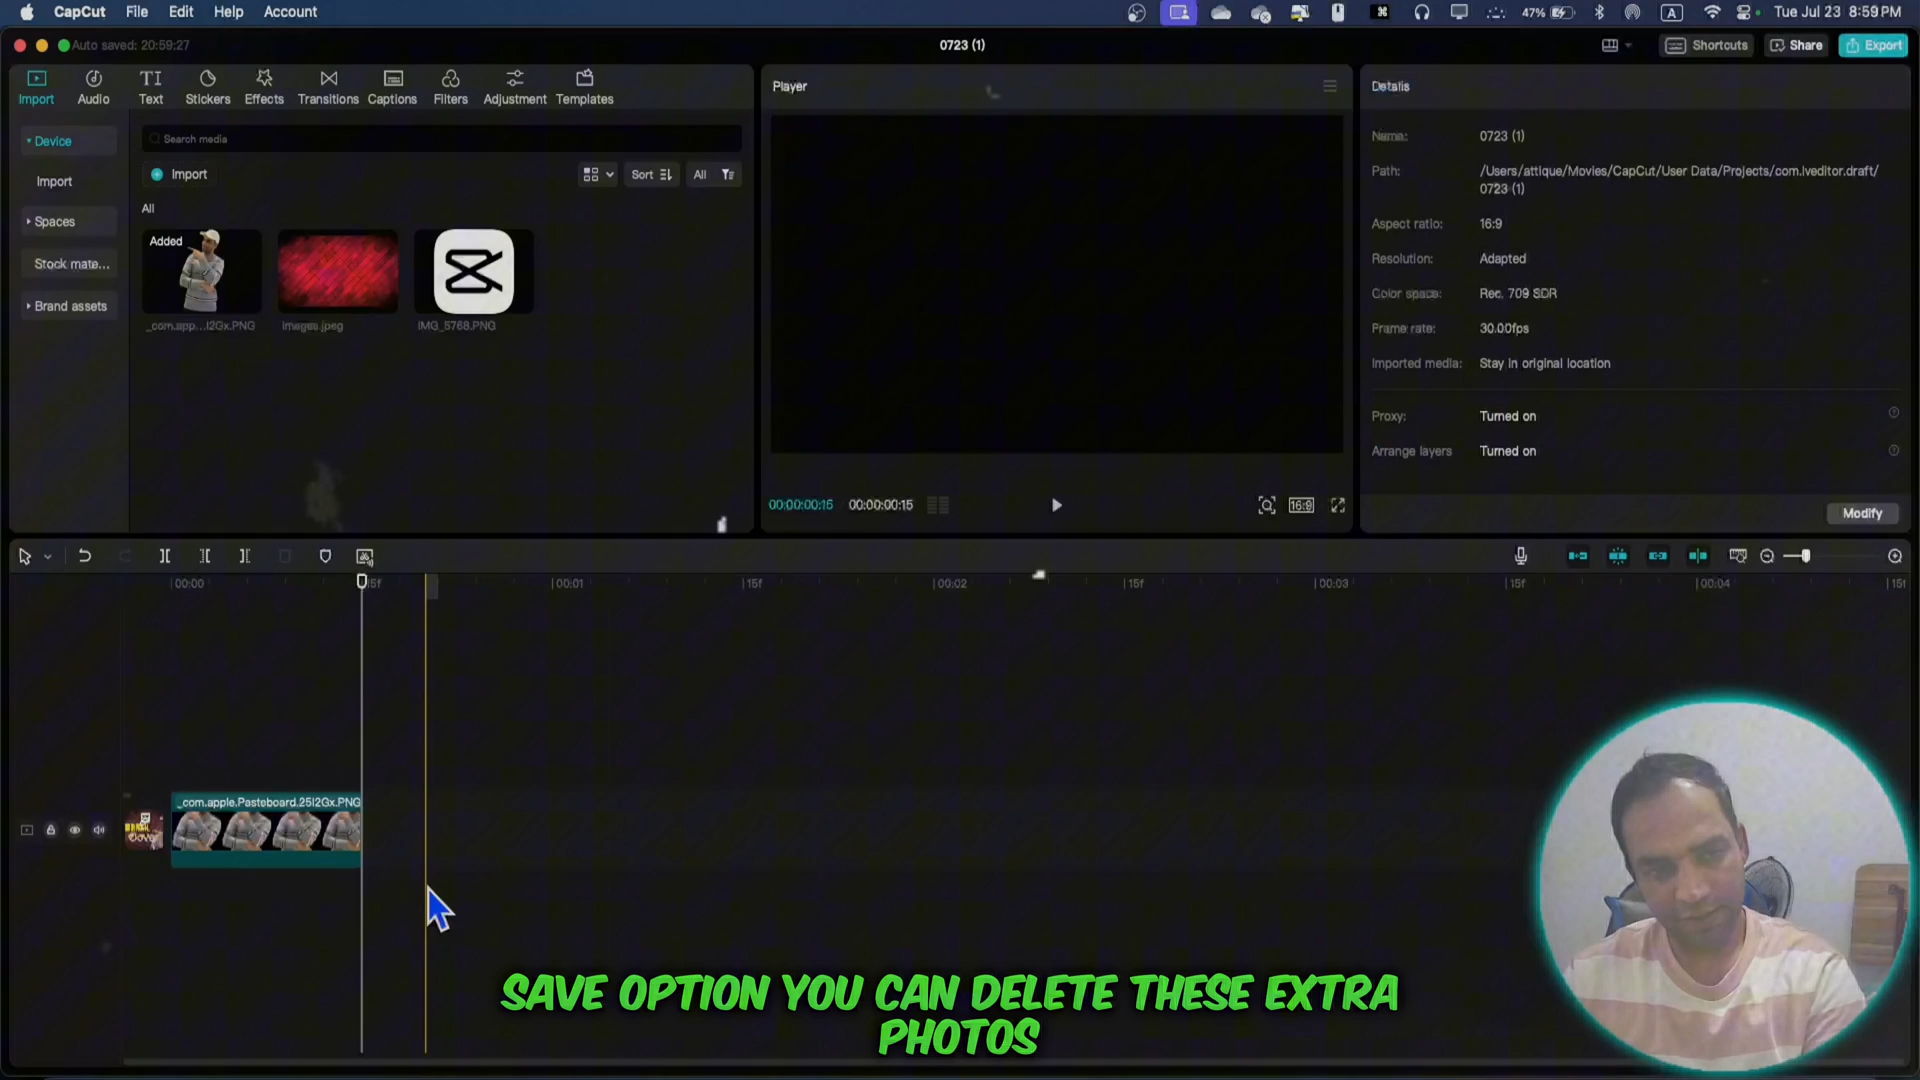 CapCut File Edit Help Account 47% A Tue Jul 23 8:59 PM
Auto saved: 20:59:27 0723 (1) Shortcuts Share Export
Import Audio Text Stickers Effects Transitions Captions Filters Adjustment Templates
Player
Details
Device
Search media
Import
Import Sort All
Spaces
All
Stock mate...
Brand assets
Added
_com.app...I2Gx.PNG images.jpeg IMG_5768.PNG
Name: 0723 (1)
Path: /Users/attique/Movies/CapCut/User Data/Projects/com.lveditor.draft/
0723 (1)
Aspect ratio: 16:9
Resolution: Adapted
Color space: Rec. 709 SDR
Frame rate: 30.00fps
Imported media: Stay in original location
Proxy: Turned on
Arrange layers Turned on
Modify
00:00:00:15 00:00:00:15 16:9
00:00 15f 00:01 15f 00:02 15f 00:03 15f 00:04 15f
_com.apple.Pasteboard.25I2Gx.PNG
SAVE OPTION YOU CAN DELETE THESE EXTRA
PHOTOS